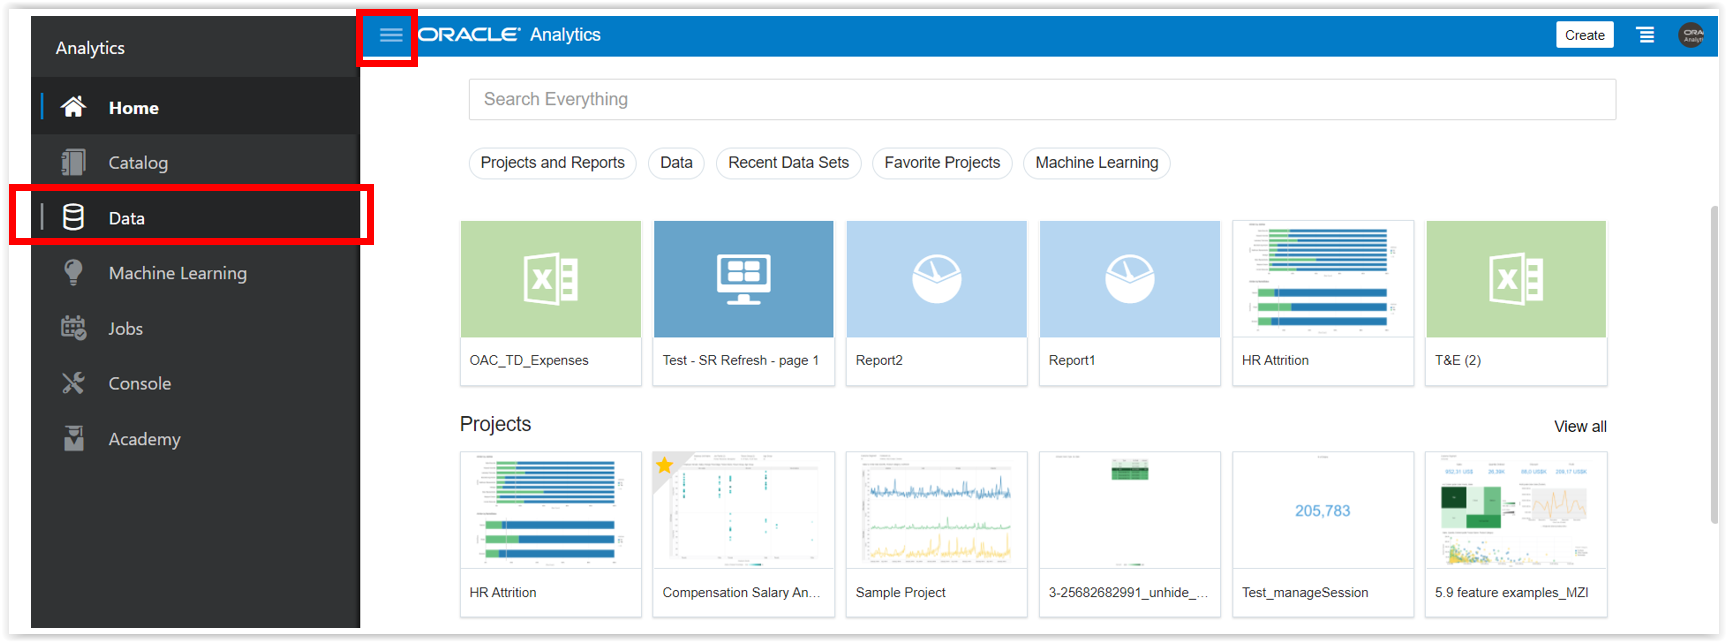 Analytics
Home
Catalog
Data
Machine Learning
Jobs
Console
Academy
ORACLE® Analytics
Create
Search Everything
Projects and Reports
Data
Recent Data Sets
Favorite Projects
Machine Learning
OAC_TD_Expenses
Test - SR Refresh - page 1
Report2
Report1
HR Attrition
T&E (2)
Projects
View all
205,783
HR Attrition
Compensation Salary An...
Sample Project
3-25682682991_unhide_...
Test_manageSession
5.9 feature examples_MZI